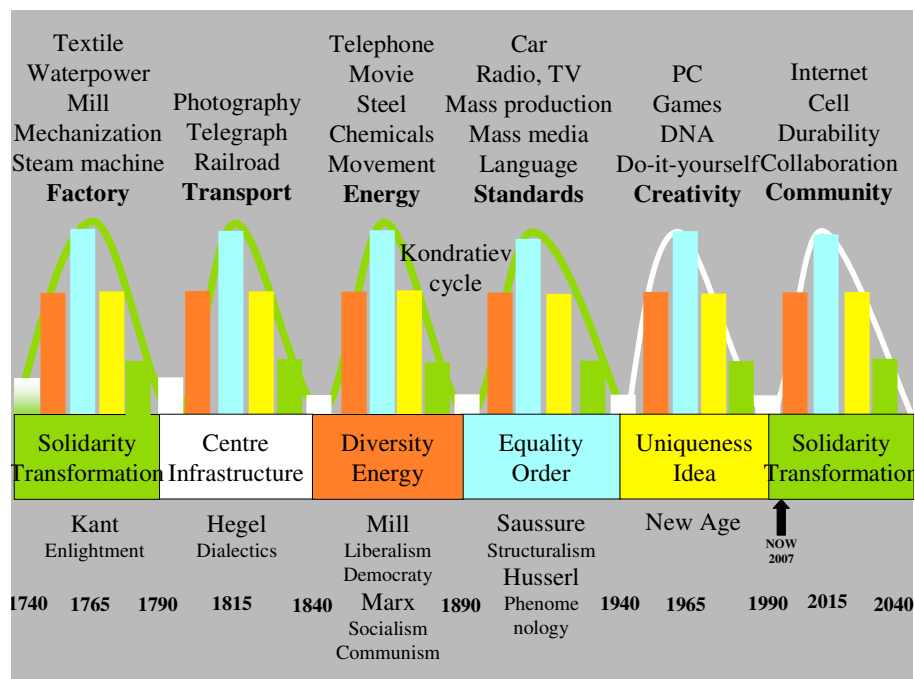 Textile
Waterpower
Mill
Mechanization
Steam machine
Factory
Photography
Telegraph
Railroad
Transport
Telephone
Movie
Steel
Chemicals
Movement
Energy
Car
Radio, TV
Mass production
Mass media
Language
Standards
PC
Games
DNA
Do-it-yourself
Creativity
Internet
Cell
Durability
Collaboration
Community
Kondratiev
cycle
Solidarity
Transformation
Centre
Infrastructure
Diversity
Energy
Equality
Order
Uniqueness
Idea
Solidarity
Transformation
Kant
Enlightment
Hegel
Dialectics
Mill
Liberalism
Democraty
Marx
Socialism
Communism
Saussure
Structuralism
Husserl
Phenome
nology
New Age
NOW
2007
1740 1765 1790 1815 1840 1890 1940 1965 1990 2015 2040